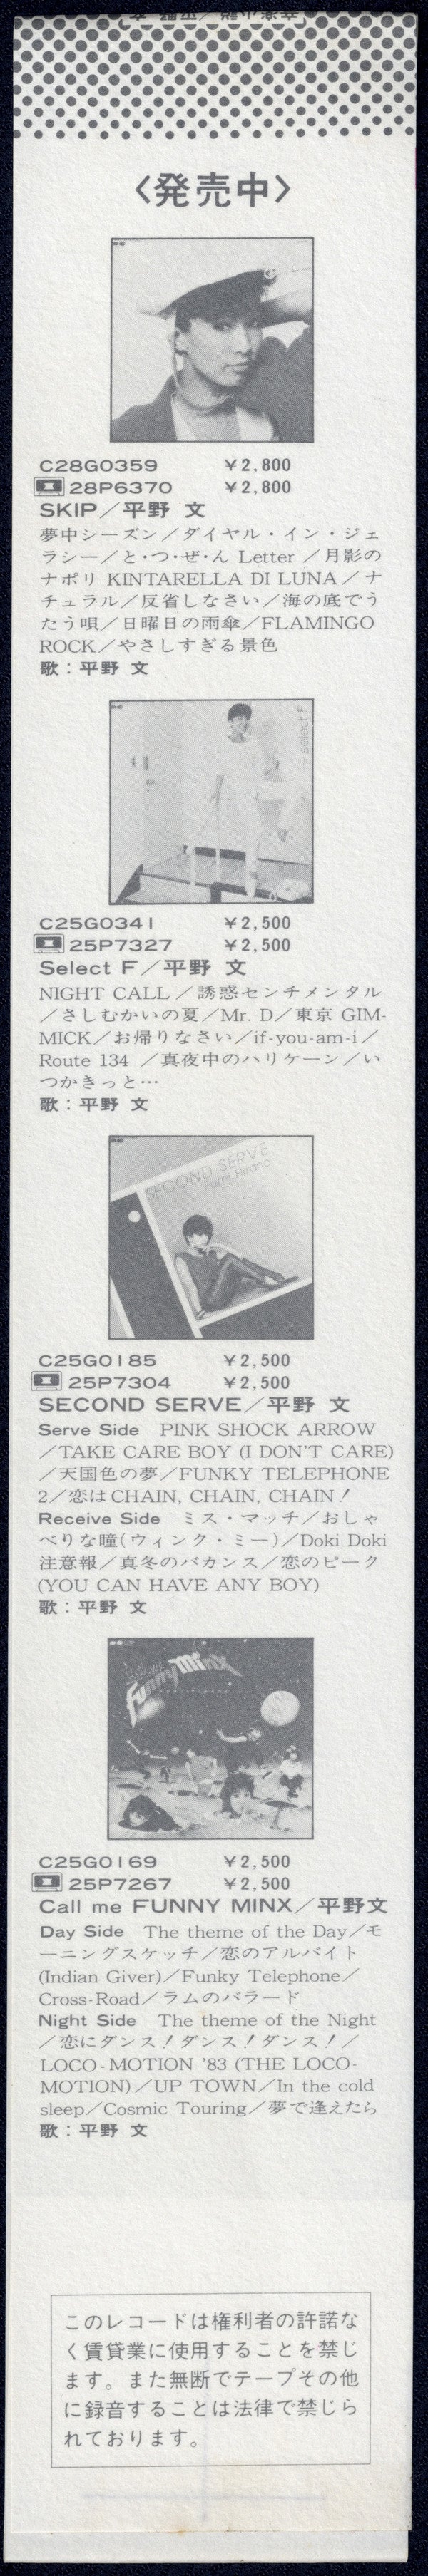 〈発売中〉
C28G0359 ￥2,800
28P6370 ￥2,800
SKIP／平野 文
夢中シーズン／ダイヤル・イン・ジェ
ラシー／と・つ・ぜ・ん Letter ／月影の
ナポリ KINTARELLA DI LUNA／ナ
チュラル／反省しなさい／海の底でう
たう唄／日曜日の雨傘／FLAMINGO
ROCK／やさしすぎる景色
歌：平野 文
select F
C25G0341 ￥2,500
25P7327 ￥2,500
Select F／平野 文
NIGHT CALL／誘惑センチメンタル
／さしむかいの夏／Mr. D／東京 GIM-
MICK／お帰りなさい／if-you-am-i／
Route 134 ／真夜中のハリケーン／い
つかきっと…
歌：平野 文
SECOND SERVE
Fumi Hirano
C25G0185 ￥2,500
25P7304 ￥2,500
SECOND SERVE／平野 文
Serve Side PINK SHOCK ARROW
／TAKE CARE BOY (I DON'T CARE)
／天国色の夢／FUNKY TELEPHONE
2／恋は CHAIN, CHAIN, CHAIN！
Receive Side ミス・マッチ／おしゃ
べりな瞳(ウィンク・ミー)／Doki Doki
注意報／真冬のバカンス／恋のピーク
(YOU CAN HAVE ANY BOY)
歌：平野 文
Funny Minx
C25G0169 ￥2,500
25P7267 ￥2,500
Call me FUNNY MINX／平野文
Day Side The theme of the Day／モ
ーニングスケッチ／恋のアルバイト
(Indian Giver)／Funky Telephone／
Cross-Road／ラムのバラード
Night Side The theme of the Night
／恋にダンス！ダンス！ダンス！／
LOCO-MOTION '83 (THE LOCO-
MOTION)／UP TOWN／In the cold
sleep／Cosmic Touring／夢で逢えたら
歌：平野 文
このレコードは権利者の許諾な
く賃貸業に使用することを禁じ
ます。また無断でテープその他
に録音することは法律で禁じら
れております。